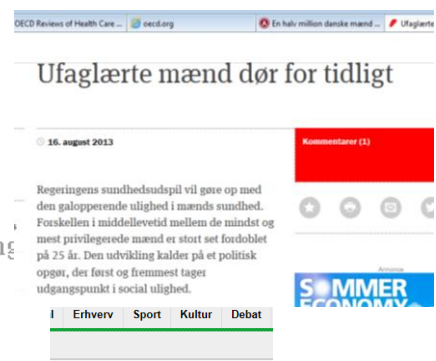 OECD Reviews of Health Care ...
oecd.org
En halv million danske mænd ...
Ufaglærte
Ufaglærte mænd dør for tidligt
16. august 2013
Kommentarer (1)
Regeringens sundhedsudspil vil gøre op med
den galopperende ulighed i mænds sundhed.
Forskellen i middellevetid mellem de mindst og
mest privilegerede mænd er stort set fordoblet
på 25 år. Den udvikling kalder på et politisk
opgør, der først og fremmest tager
udgangspunkt i social ulighed.
Annonce
SOMMER
ECONOMY
Erhverv Sport Kultur Debat